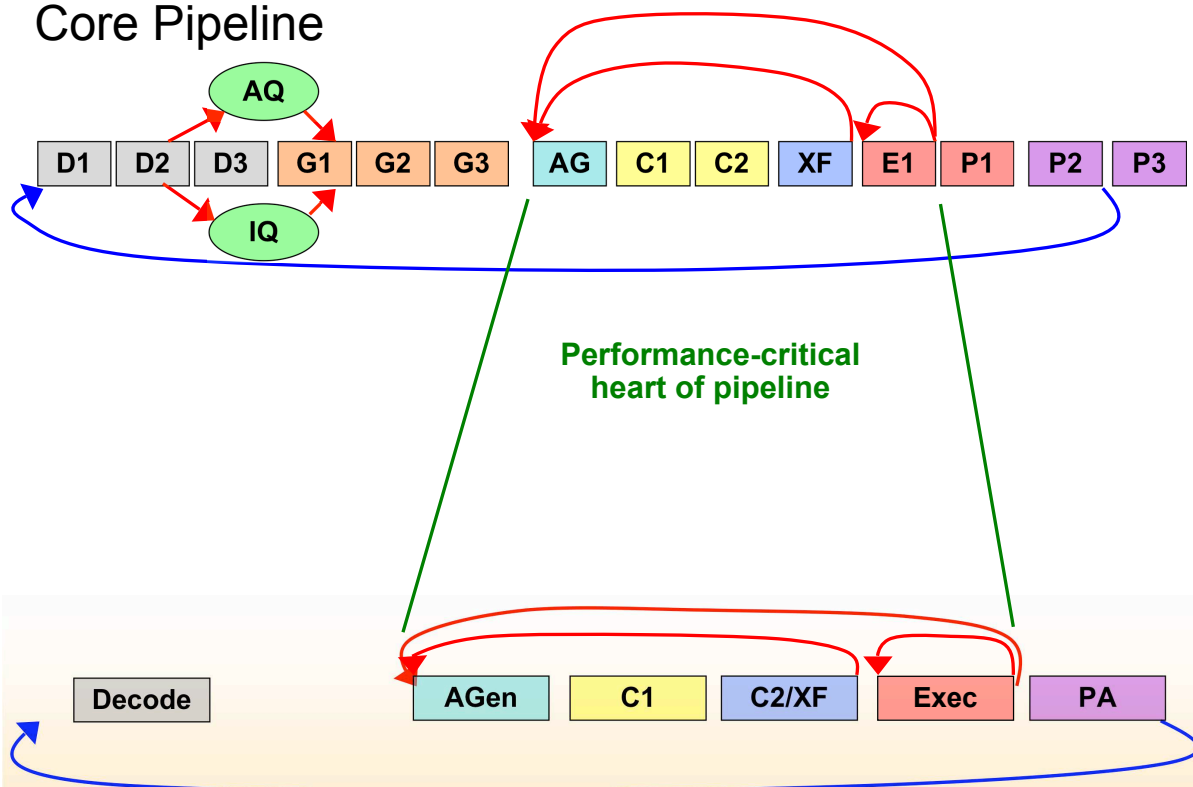 Core Pipeline
AQ
D1 D2 D3 G1 G2 G3 AG C1 C2 XF E1 P1 P2 P3
IQ
Performance-critical
heart of pipeline
Decode AGen C1 C2/XF Exec PA